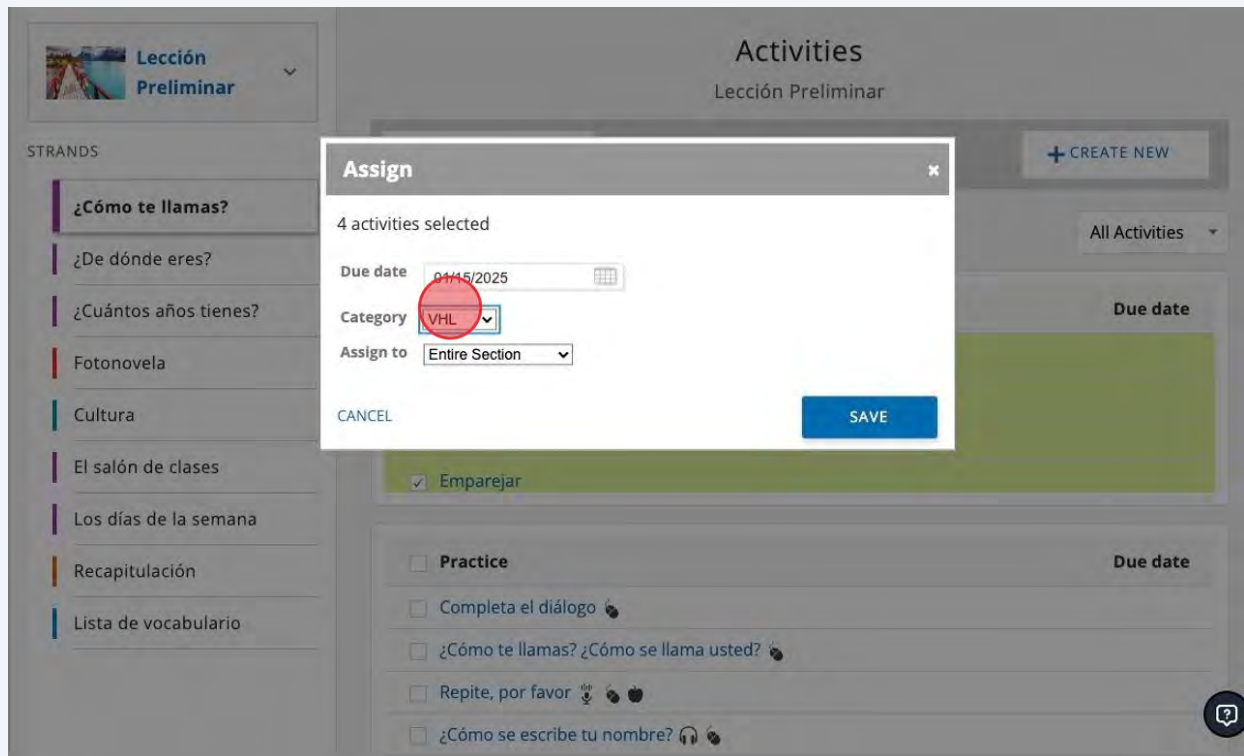 Lección
Preliminar
STRANDS
¿Cómo te llamas?
¿De dónde eres?
¿Cuántos años tienes?
Fotonovela
Cultura
El salón de clases
Los días de la semana
Recapitulación
Lista de vocabulario
Activities
Lección Preliminar
CREATE NEW
All Activities
Due date
Assign
4 activities selected
Due date 01/15/2025
Category VHL
Assign to Entire Section
CANCEL SAVE
Emparejar
Practice Due date
Completa el diálogo
¿Cómo te llamas? ¿Cómo se llama usted?
Repite, por favor
¿Cómo se escribe tu nombre?